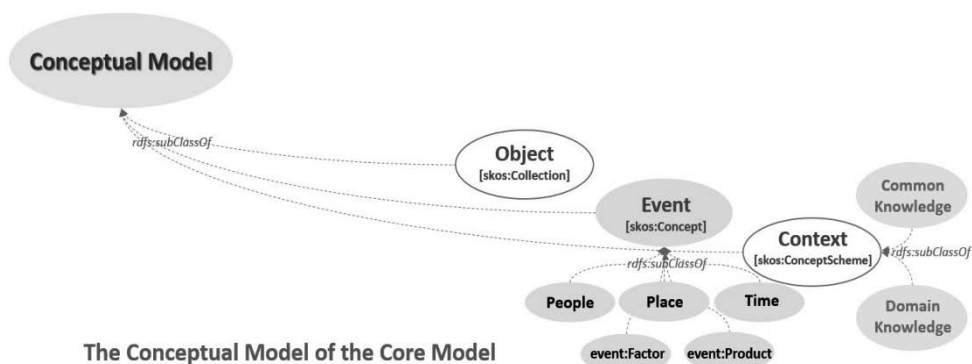 Conceptual Model
rdfs:subClassOf
Object
[skos:Collection]
Event
[skos:Concept]
Common
Knowledge
Context
[skos:ConceptScheme]
rdfs:subClassOf
rdfs:subClassOf
People
Place
Time
Domain
Knowledge
event:Factor
event:Product
The Conceptual Model of the Core Model